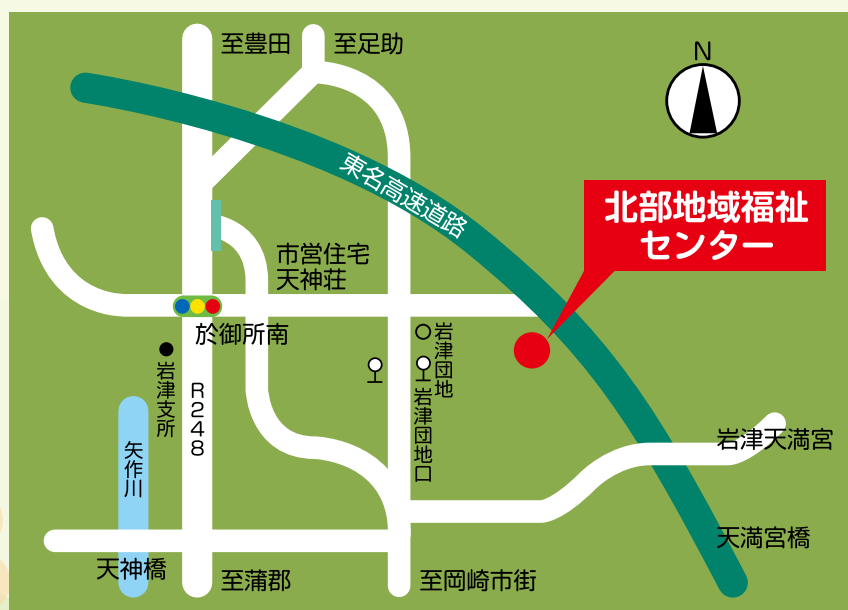 至豊田
至足助
N
東名高速道路
北部地域福祉
センター
市営住宅
天神荘
於御所南
岩津団地
岩津支所
R248
岩津団地口
矢作川
岩津天満宮
天満宮橋
天神橋
至蒲郡
至岡崎市街